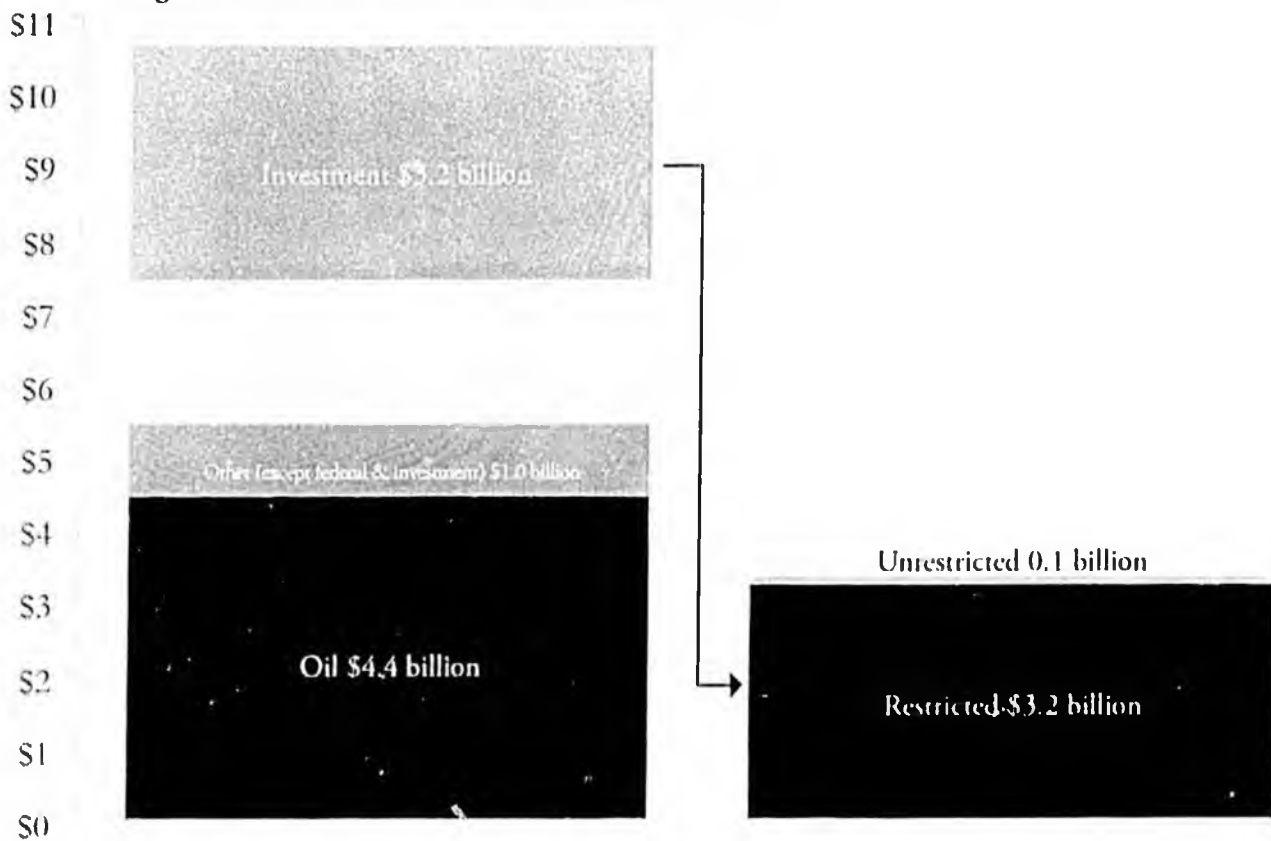 $11
$10
$9
$8
$7
$6
$5
$4
$3
$2
$1
$0
Investment $3.2 billion
Other (except federal & investment) $1.0 billion
Oil $4.4 billion
Unrestricted 0.1 billion
Restricted $3.2 billion